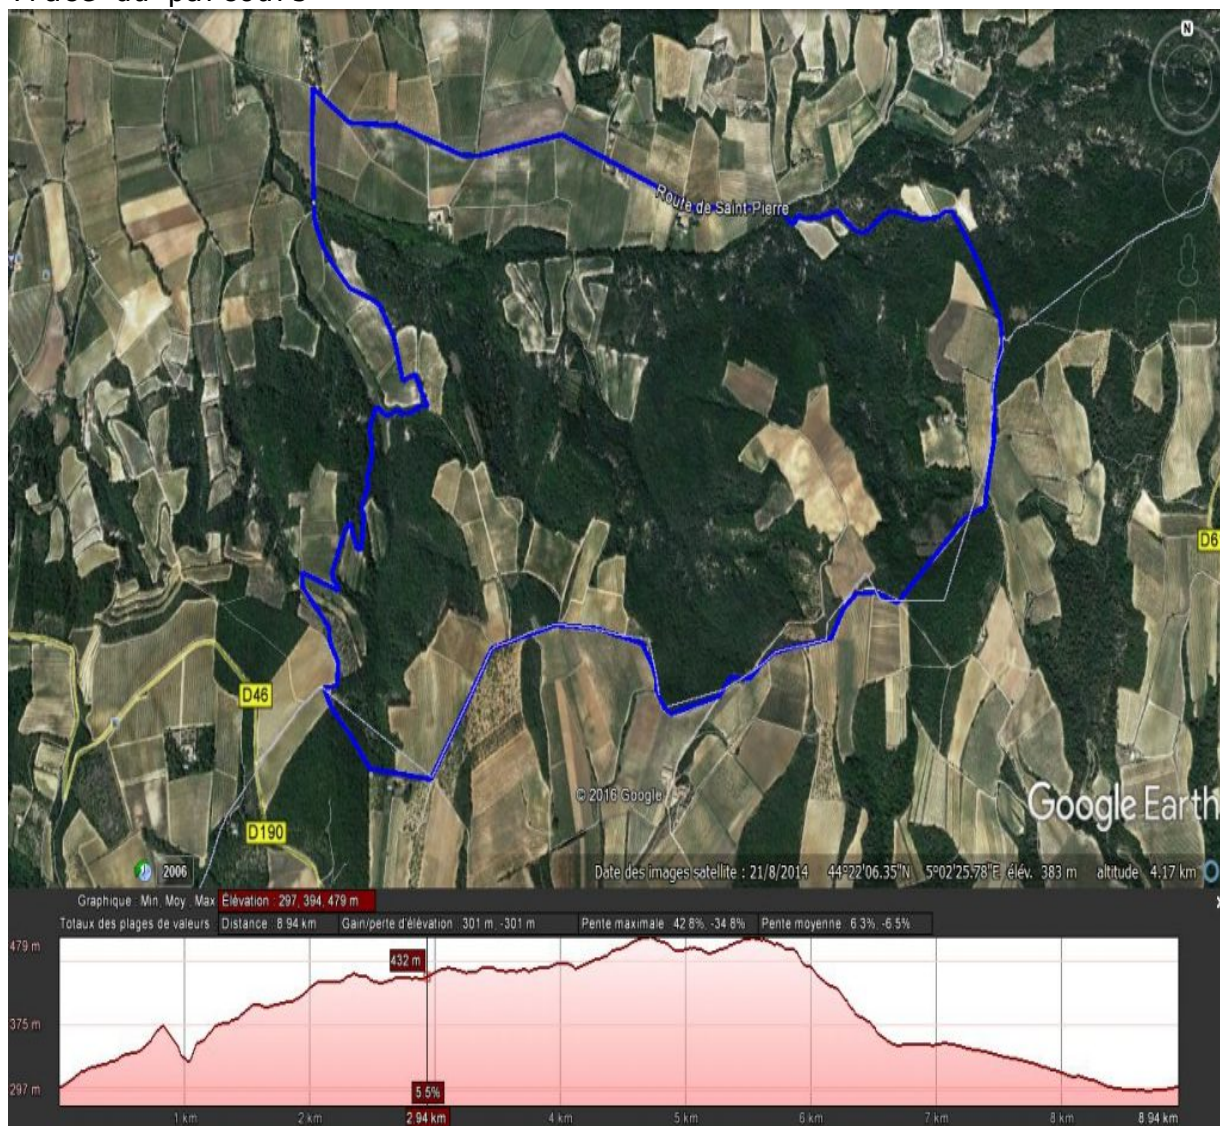 Tracé du parcours
N
Route de Saint-Pierre
D6
D46
© 2016 Google
Google Earth
D190
2006
Date des images satellite : 21/8/2014 44°22'06.35"N 5°02'25.78"E élév. 383 m altitude 4.17 km
Graphique : Min, Moy, Max Élévation : 297, 394, 479 m
Totaux des plages de valeurs Distance : 8.94 km Gain/perte d'élévation : 301 m, -301 m Pente maximale : 42.8%, -34.8% Pente moyenne : 6.3%, -6.5%
479 m
432 m
375 m
297 m
5.5%
1 km 2 km 2.94 km 4 km 5 km 6 km 7 km 8 km 8.94 km